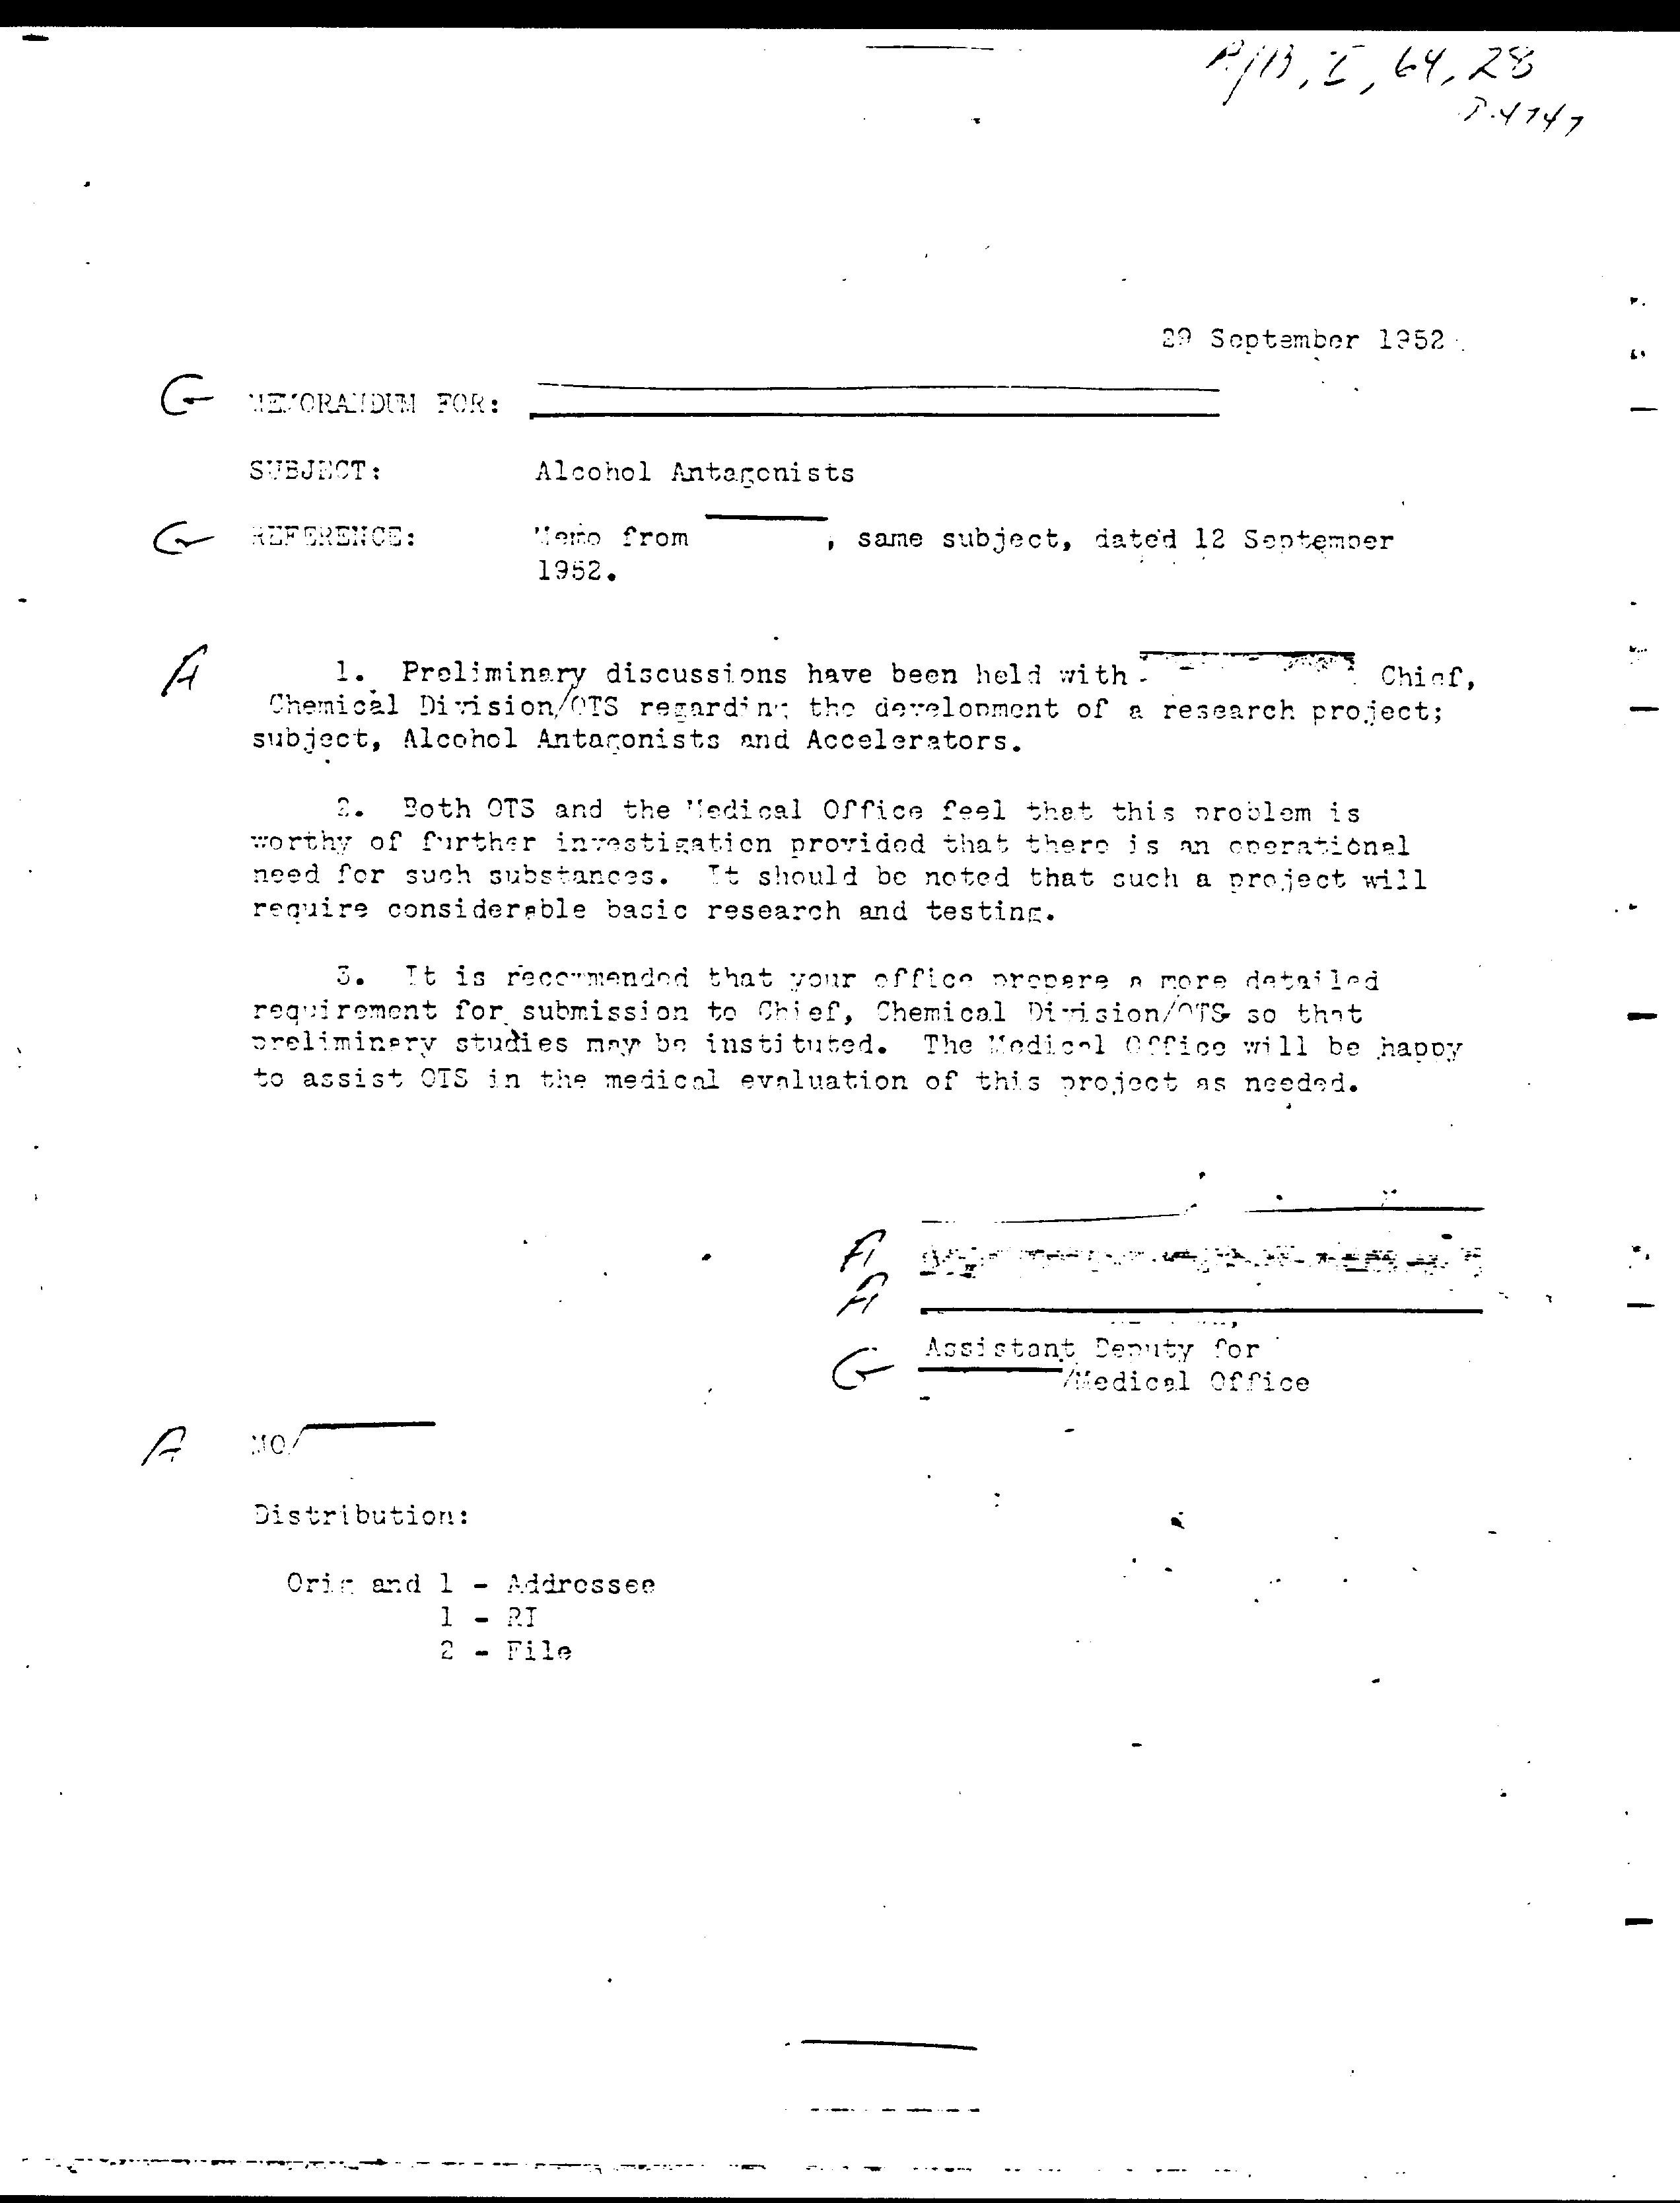 A/B, I, 64, 28
P.4747
29 September 1952
G MEMORANDUM FOR:
SUBJECT: Alcohol Antagonists
G REFERENCE: Memo from , same subject, dated 12 September
1952.
A 1. Preliminary discussions have been held with Chief,
Chemical Division/OTS regarding the development of a research project;
subject, Alcohol Antagonists and Accelerators.
2. Both OTS and the Medical Office feel that this problem is
worthy of further investigation provided that there is an operational
need for such substances. It should be noted that such a project will
require considerable basic research and testing.
3. It is recommended that your office prepare a more detailed
requirement for submission to Chief, Chemical Division/OTS so that
preliminary studies may be instituted. The Medical Office will be happy
to assist OTS in the medical evaluation of this project as needed.
A
A
Assistant Deputy for
G /Medical Office
A MO/
Distribution:
Orig and 1 - Addressee
1 - RI
2 - File